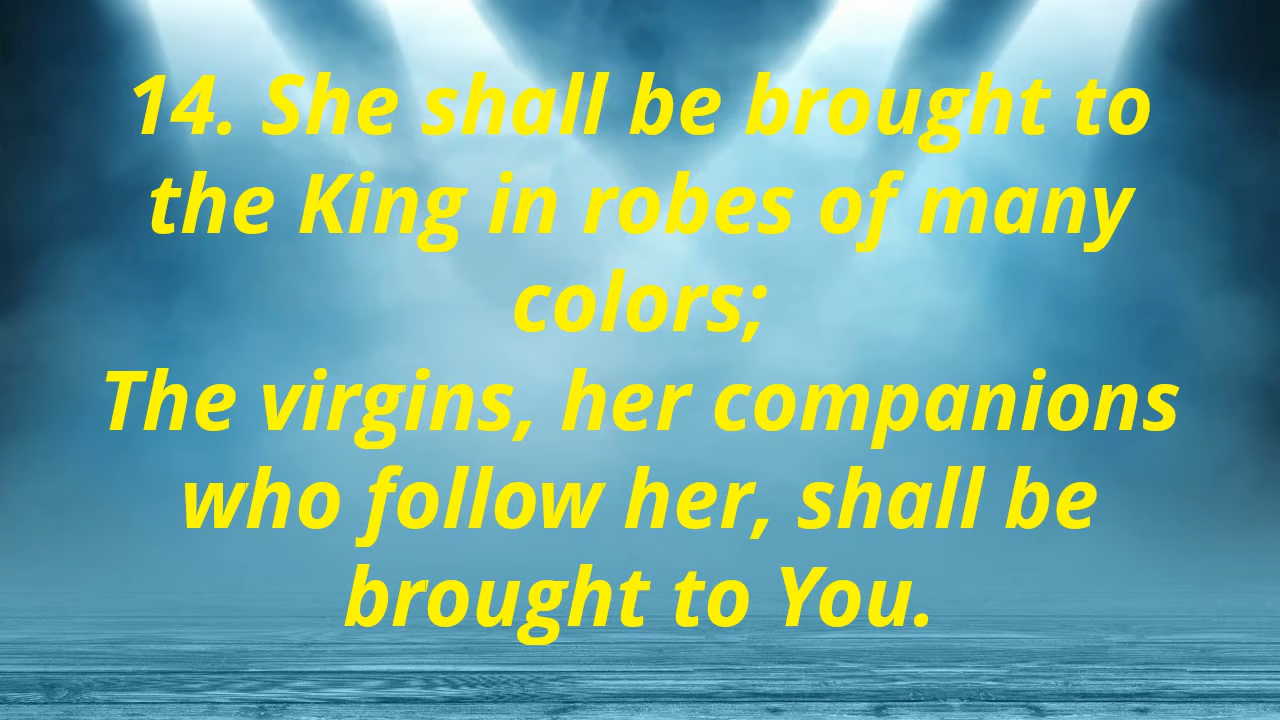 14. She shall be brought to
the King in robes of many
colors;
The virgins, her companions
who follow her, shall be
brought to You.